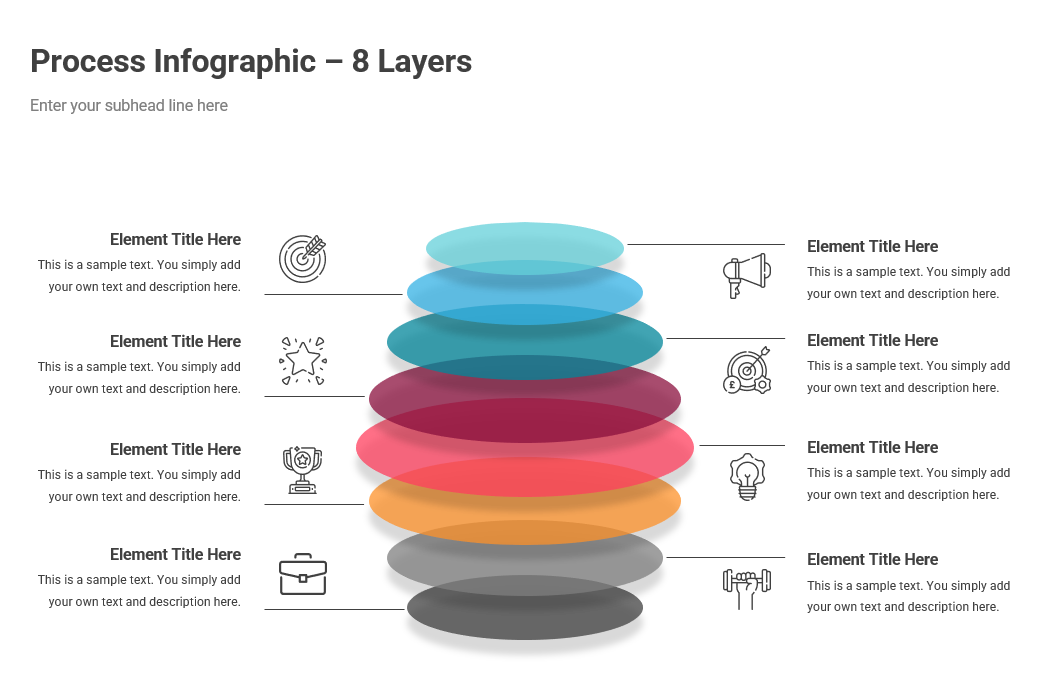 Process Infographic – 8 Layers
Enter your subhead line here
Element Title Here
This is a sample text. You simply add
your own text and description here.
Element Title Here
This is a sample text. You simply add
your own text and description here.
Element Title Here
This is a sample text. You simply add
your own text and description here.
Element Title Here
This is a sample text. You simply add
your own text and description here.
Element Title Here
This is a sample text. You simply add
your own text and description here.
Element Title Here
This is a sample text. You simply add
your own text and description here.
£
Element Title Here
This is a sample text. You simply add
your own text and description here.
Element Title Here
This is a sample text. You simply add
your own text and description here.